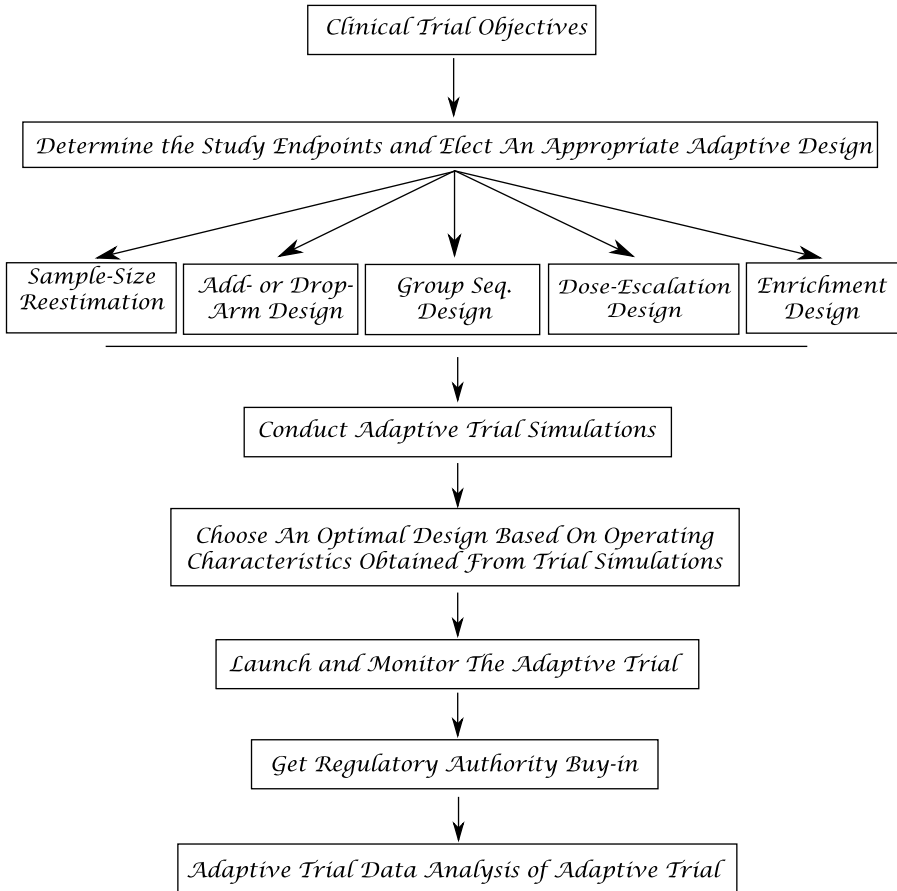 Clinical Trial Objectives
Determine the Study Endpoints and Elect An Appropriate Adaptive Design
Sample-Size
Reestimation
Add- or Drop-
Arm Design
Group Seq.
Design
Dose-Escalation
Design
Enrichment
Design
Conduct Adaptive Trial Simulations
Choose An Optimal Design Based On Operating
Characteristics Obtained From Trial Simulations
Launch and Monitor The Adaptive Trial
Get Regulatory Authority Buy-in
Adaptive Trial Data Analysis of Adaptive Trial